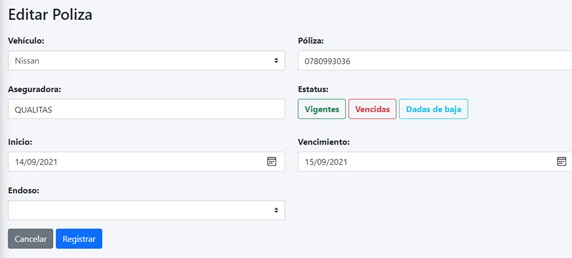 Editar Poliza
Vehículo:
Póliza:
Nissan
0780993036
Aseguradora:
Estatus:
QUALITAS
Vigentes
Vencidas
Dadas de baja
Inicio:
Vencimiento:
14/09/2021
15/09/2021
Endoso:
Cancelar
Registrar